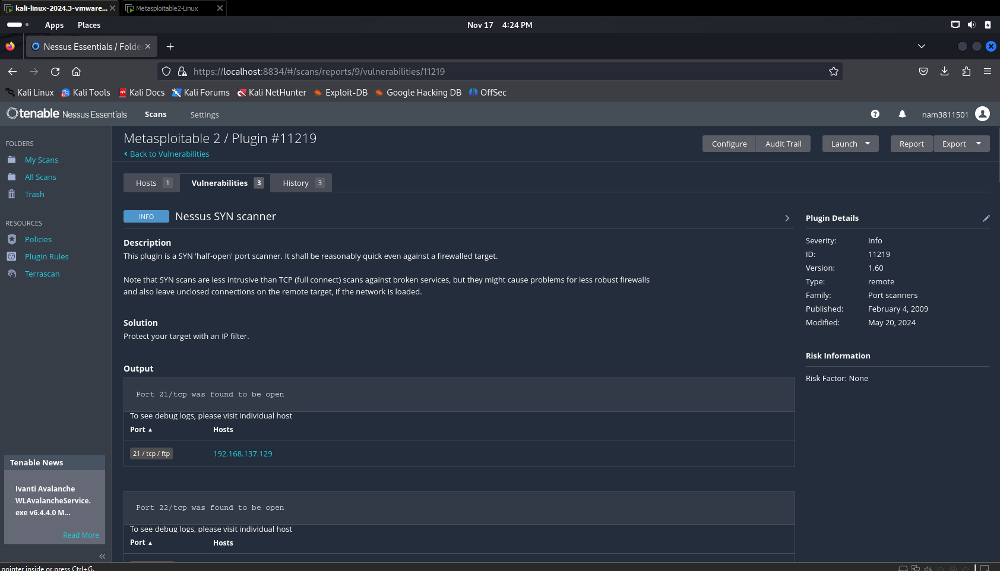 kali-linux-2024.3-vmware...
Metasploitable2-Linux
Apps Places
Nov 17 4:24 PM
Nessus Essentials / Folde
https://localhost:8834/#/scans/reports/9/vulnerabilities/11219
Kali Linux Kali Tools Kali Docs Kali Forums Kali NetHunter Exploit-DB Google Hacking DB OffSec
tenable Nessus Essentials Scans Settings
nam3811501
FOLDERS
My Scans
All Scans
Trash
RESOURCES
Policies
Plugin Rules
Terrascan
Tenable News
Ivanti Avalanche
WLAvalancheService.
exe v6.4.4.0 M...
Read More
Metasploitable 2 / Plugin #11219
Back to Vulnerabilities
Configure Audit Trail Launch Report Export
Hosts 1 Vulnerabilities 3 History 3
INFO Nessus SYN scanner
Description
This plugin is a SYN 'half-open' port scanner. It shall be reasonably quick even against a firewalled target.
Note that SYN scans are less intrusive than TCP (full connect) scans against broken services, but they might cause problems for less robust firewalls
and also leave unclosed connections on the remote target, if the network is loaded.
Solution
Protect your target with an IP filter.
Output
Port 21/tcp was found to be open
To see debug logs, please visit individual host
Port ▲ Hosts
21 / tcp / ftp 192.168.137.129
Port 22/tcp was found to be open
To see debug logs, please visit individual host
Port ▲ Hosts
Plugin Details
Severity: Info
ID: 11219
Version: 1.60
Type: remote
Family: Port scanners
Published: February 4, 2009
Modified: May 20, 2024
Risk Information
Risk Factor: None
pointer inside or press Ctrl+G.